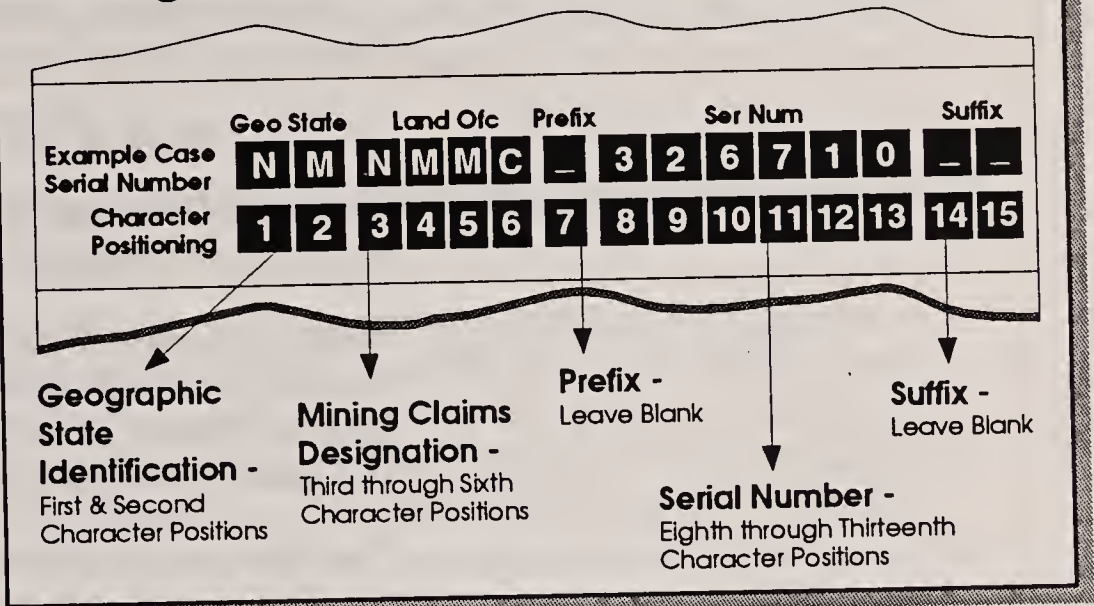 Geo State Land Ofc Prefix Ser Num Suffix
Example Case Serial Number N M N M M C _ 3 2 6 7 1 0 _ _
Character Positioning 1 2 3 4 5 6 7 8 9 10 11 12 13 14 15
Geographic
State
Identification -
First & Second
Character Positions
Mining Claims
Designation -
Third through Sixth
Character Positions
Prefix -
Leave Blank
Serial Number -
Eighth through Thirteenth
Character Positions
Suffix -
Leave Blank